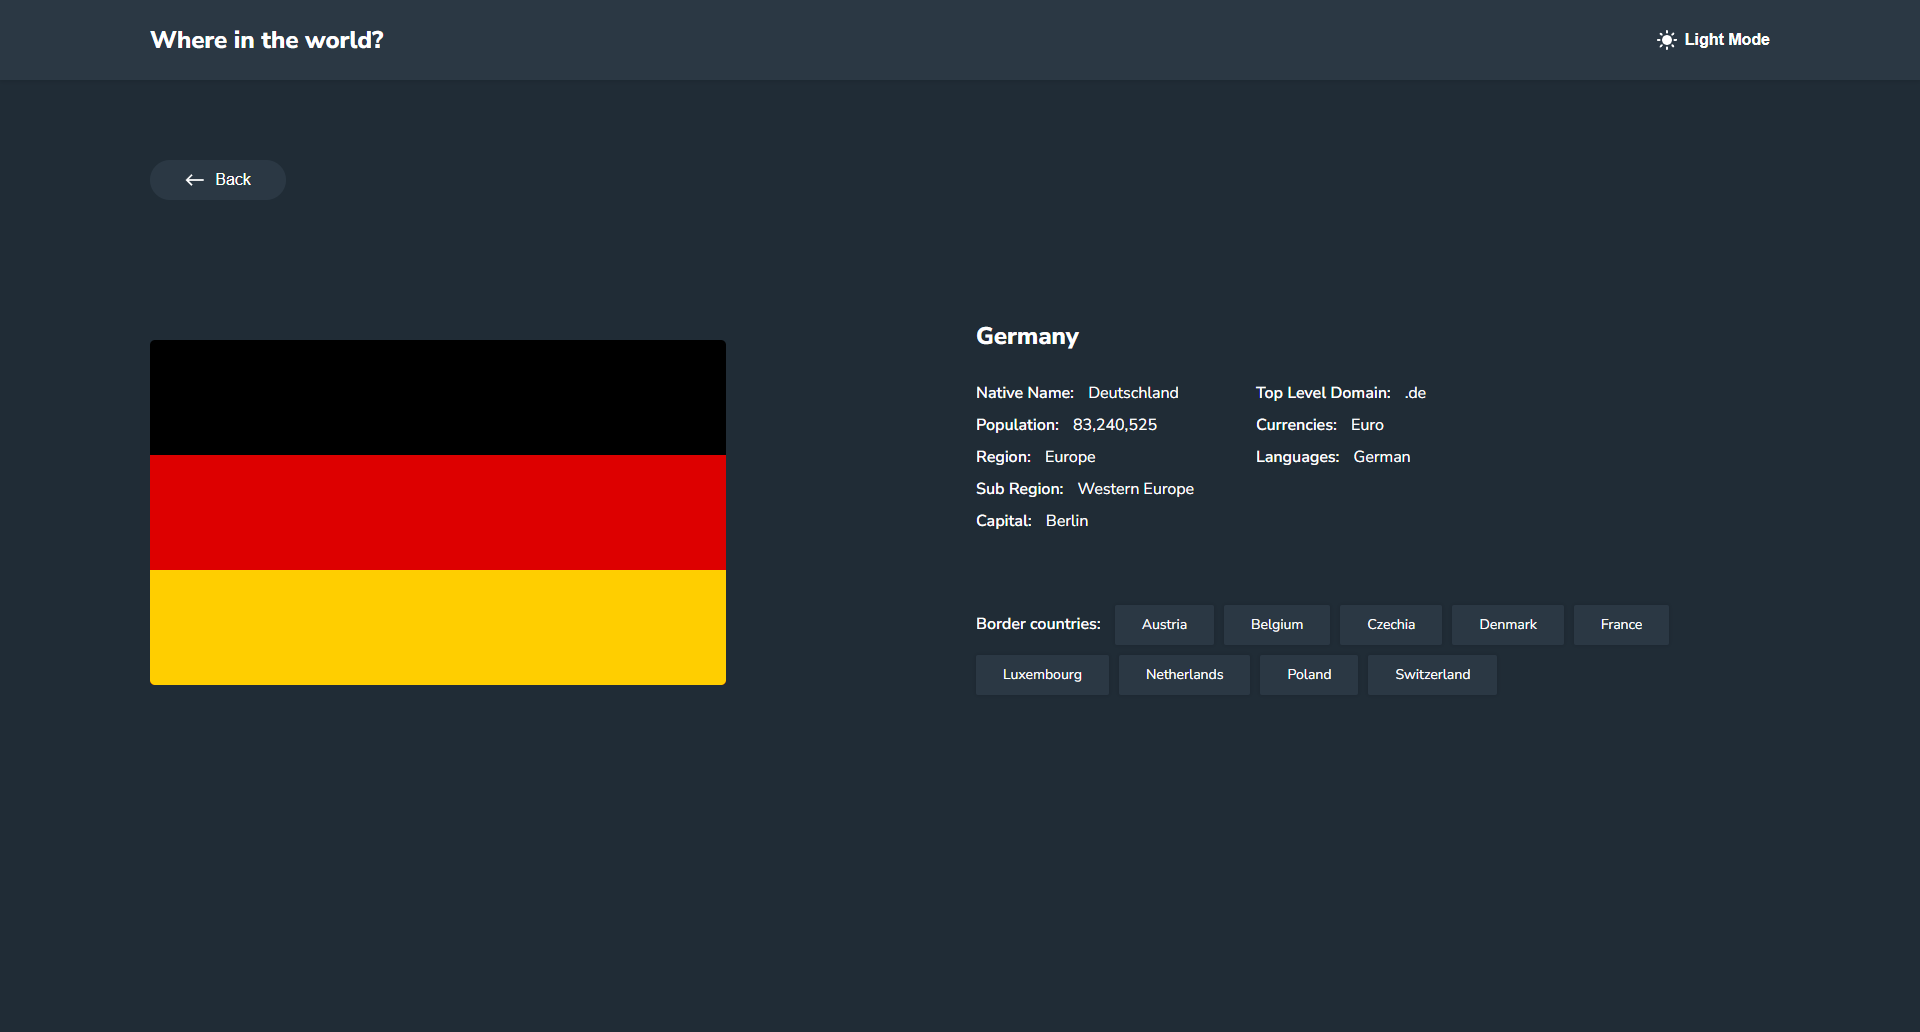 Where in the world?
Light Mode
Back
Germany
Native Name: Deutschland
Population: 83,240,525
Region: Europe
Sub Region: Western Europe
Capital: Berlin
Top Level Domain: .de
Currencies: Euro
Languages: German
Border countries: Austria Belgium Czechia Denmark France
Luxembourg Netherlands Poland Switzerland